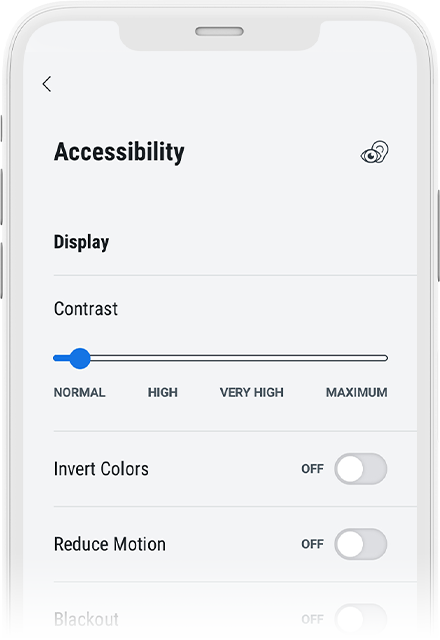 Accessibility
Display
Contrast
NORMAL HIGH VERY HIGH MAXIMUM
Invert Colors OFF
Reduce Motion OFF
Blackout OFF